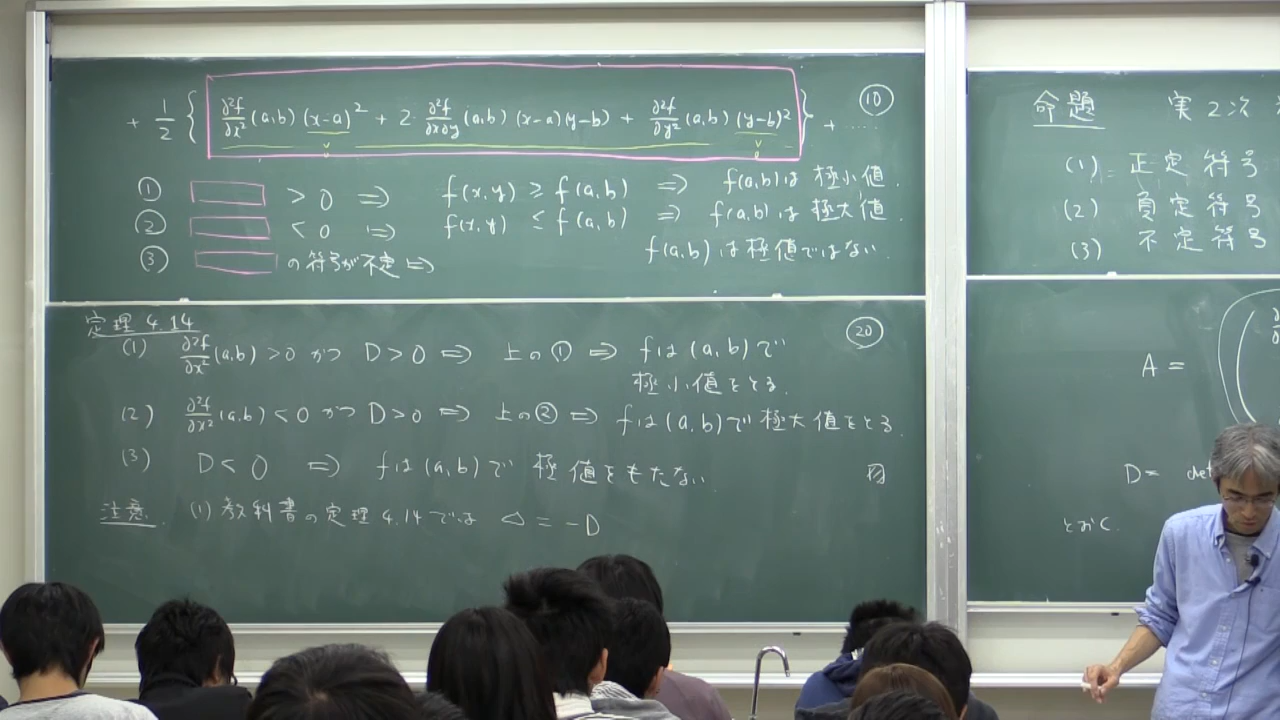 + 1/2 { ∂²f/∂x² (a,b) (x-a)² + 2 · ∂²f/∂x∂y (a,b) (x-a)(y-b) + ∂²f/∂y² (a,b) (y-b)² } + ····
⑩
① > 0 ⇒ f(x,y) ≥ f(a,b) ⇒ f(a,b)は 極小値.
② < 0 ⇒ f(x,y) ≤ f(a,b) ⇒ f(a,b)は 極大値.
③ の符号が不定 ⇒ f(a,b)は極値ではない.
定理 4.14
⑳
(1) ∂²f/∂x² (a,b) > 0 かつ D > 0 ⇒ 上の① ⇒ fは(a,b)で
極小値をとる.
(2) ∂²f/∂x² (a,b) < 0 かつ D > 0 ⇒ 上の② ⇒ fは(a,b)で極大値をとる.
(3) D < 0 ⇒ fは(a,b)で 極値をもたない.
注意. (1) 教科書の定理4.14では △ = -D
命題 実2次
(1) 正定符号
(2) 負定符号
(3) 不定符号
A =
D = det
とおく.